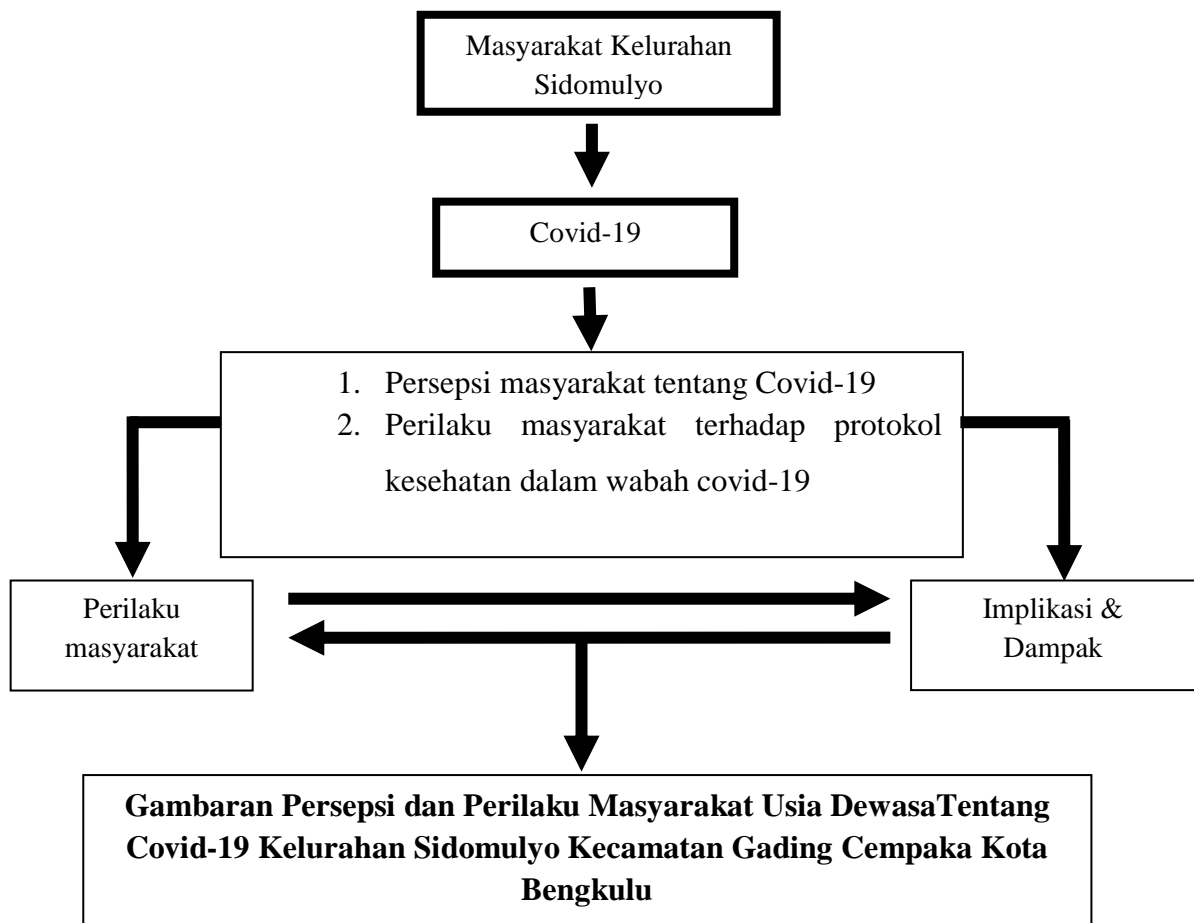 Masyarakat Kelurahan
Sidomulyo
Covid-19
1. Persepsi masyarakat tentang Covid-19
2. Perilaku masyarakat terhadap protokol
kesehatan dalam wabah covid-19
Perilaku
masyarakat
Implikasi &
Dampak
Gambaran Persepsi dan Perilaku Masyarakat Usia DewasaTentang
Covid-19 Kelurahan Sidomulyo Kecamatan Gading Cempaka Kota
Bengkulu